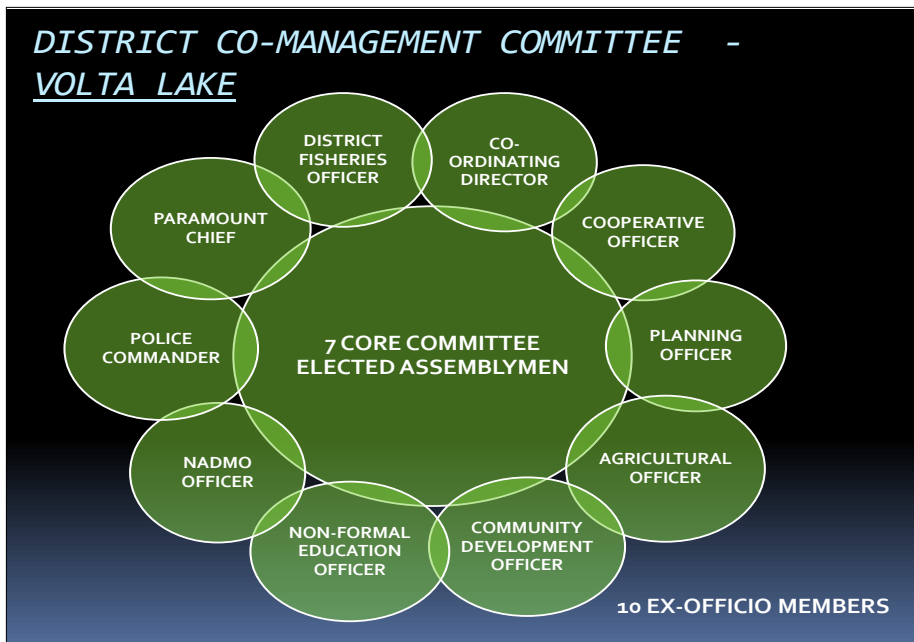 DISTRICT CO-MANAGEMENT COMMITTEE -
VOLTA LAKE
DISTRICT
FISHERIES
OFFICER
CO-
ORDINATING
DIRECTOR
COOPERATIVE
OFFICER
PLANNING
OFFICER
AGRICULTURAL
OFFICER
COMMUNITY
DEVELOPMENT
OFFICER
NON-FORMAL
EDUCATION
OFFICER
NADMO
OFFICER
POLICE
COMMANDER
PARAMOUNT
CHIEF
7 CORE COMMITTEE
ELECTED ASSEMBLYMEN
10 EX-OFFICIO MEMBERS